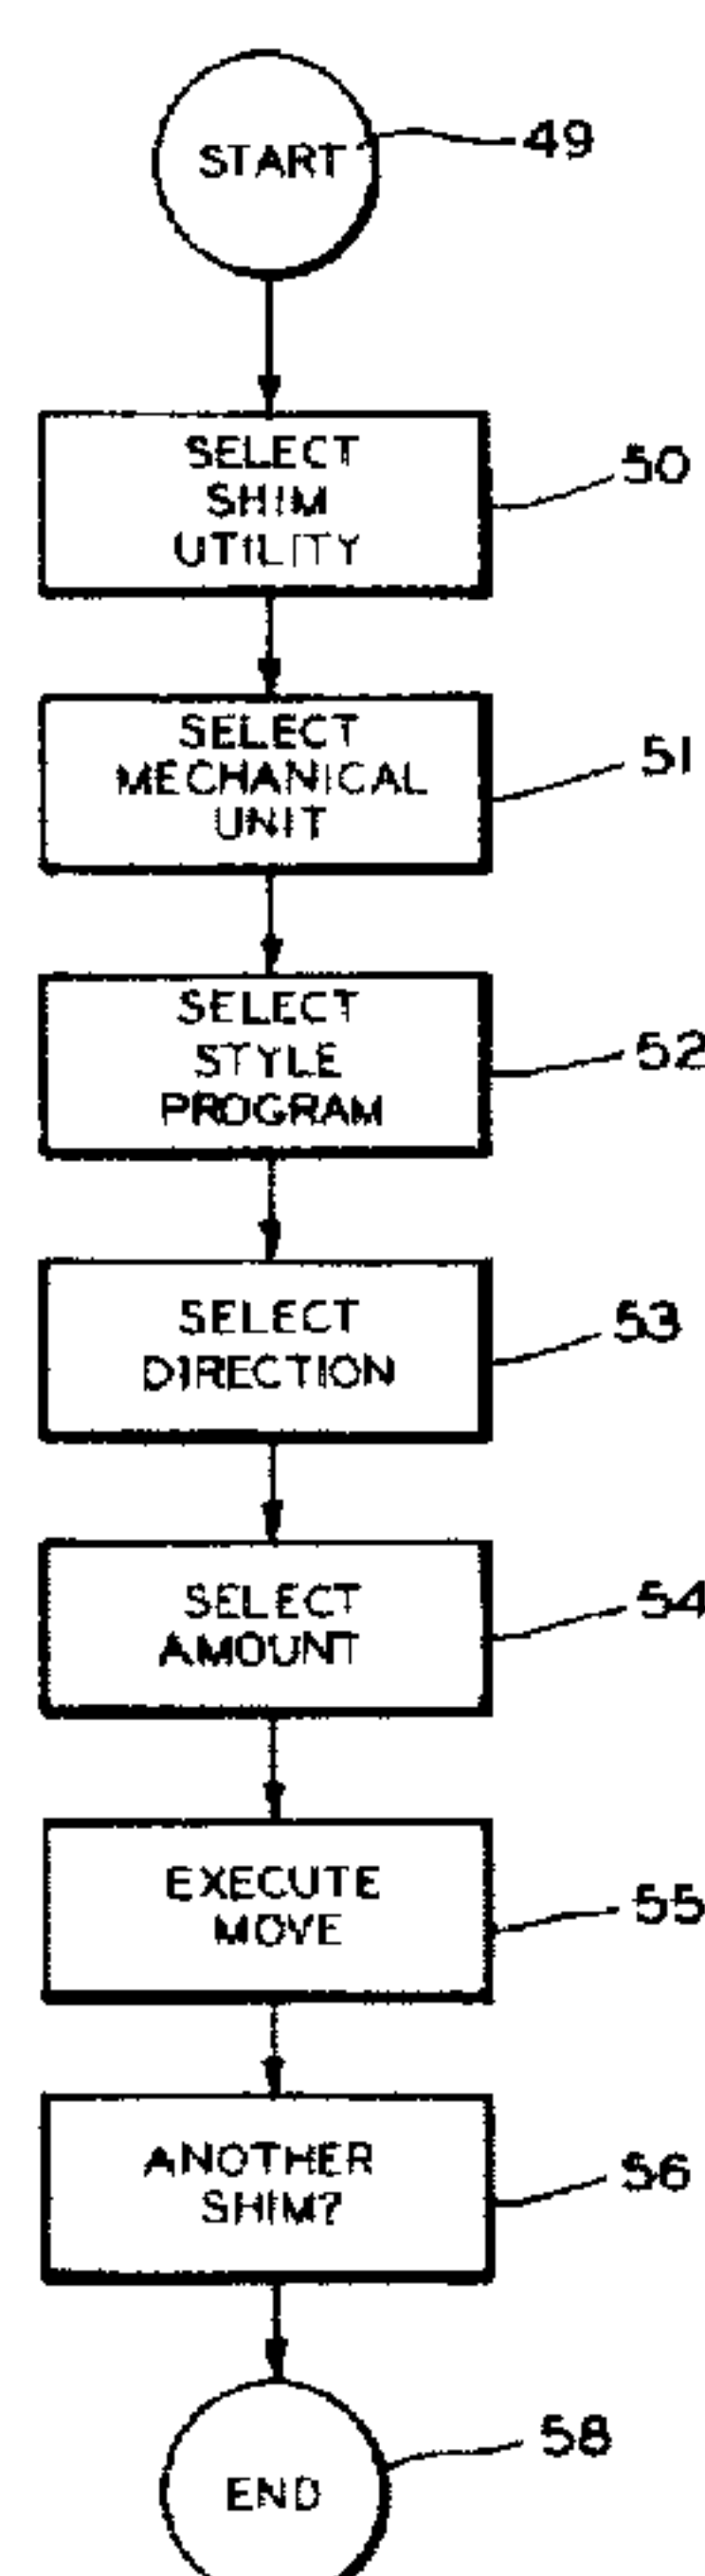 START
49
SELECT
SHIM
UTILITY
50
SELECT
MECHANICAL
UNIT
51
SELECT
STYLE
PROGRAM
52
SELECT
DIRECTION
53
SELECT
AMOUNT
54
EXECUTE
MOVE
55
ANOTHER
SHIM?
56
END
58